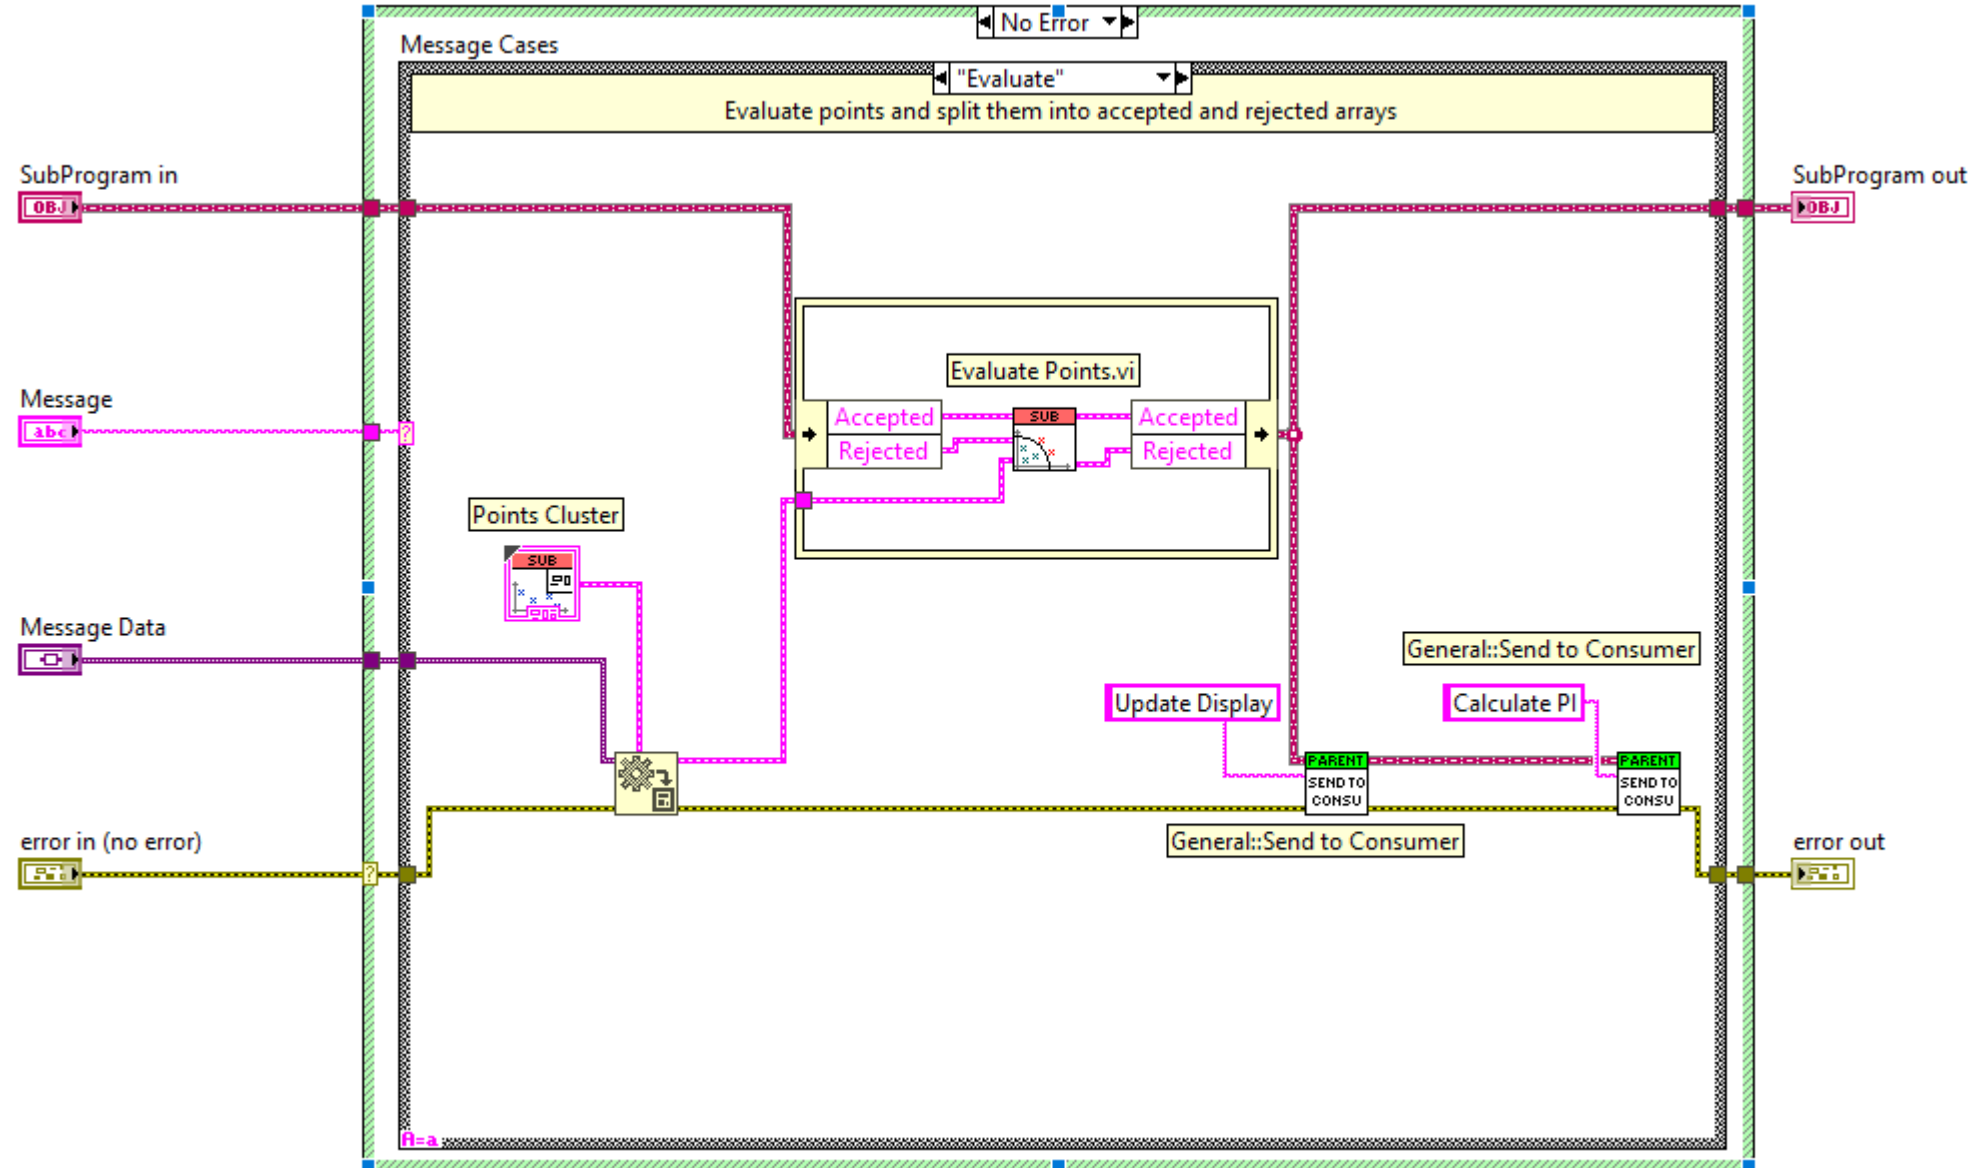 No Error
Message Cases
"Evaluate"
Evaluate points and split them into accepted and rejected arrays
SubProgram in
OBJ
SubProgram out
OBJ
Evaluate Points.vi
Accepted
SUB
Accepted
Rejected
Rejected
Message
abc
?
Points Cluster
SUB
Message Data
General::Send to Consumer
Update Display
Calculate PI
PARENT
SEND TO
CONSU
PARENT
SEND TO
CONSU
General::Send to Consumer
error in (no error)
?
error out
A=a